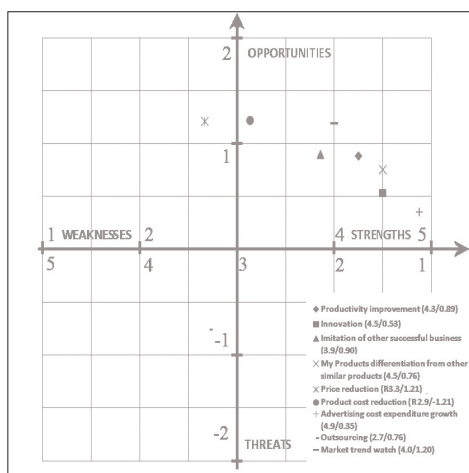 2 OPPORTUNITIES
1
1 WEAKNESSES 2 4 STRENGTHS 5
5 4 3 2 1
Productivity improvement (4.3/0.89)
Innovation (4.5/0.53)
Imitation of other successful business
(3.9/0.90)
-1
My Products differentiation from other
similar products (4.5/0.76)
Price reduction (R3.3/1.21)
Product cost reduction (R2.9/-1.21)
Advertising cost expenditure growth
(4.9/0.35)
Outsourcing (2.7/0.76)
Market trend watch (4.0/1.20)
-2 THREATS